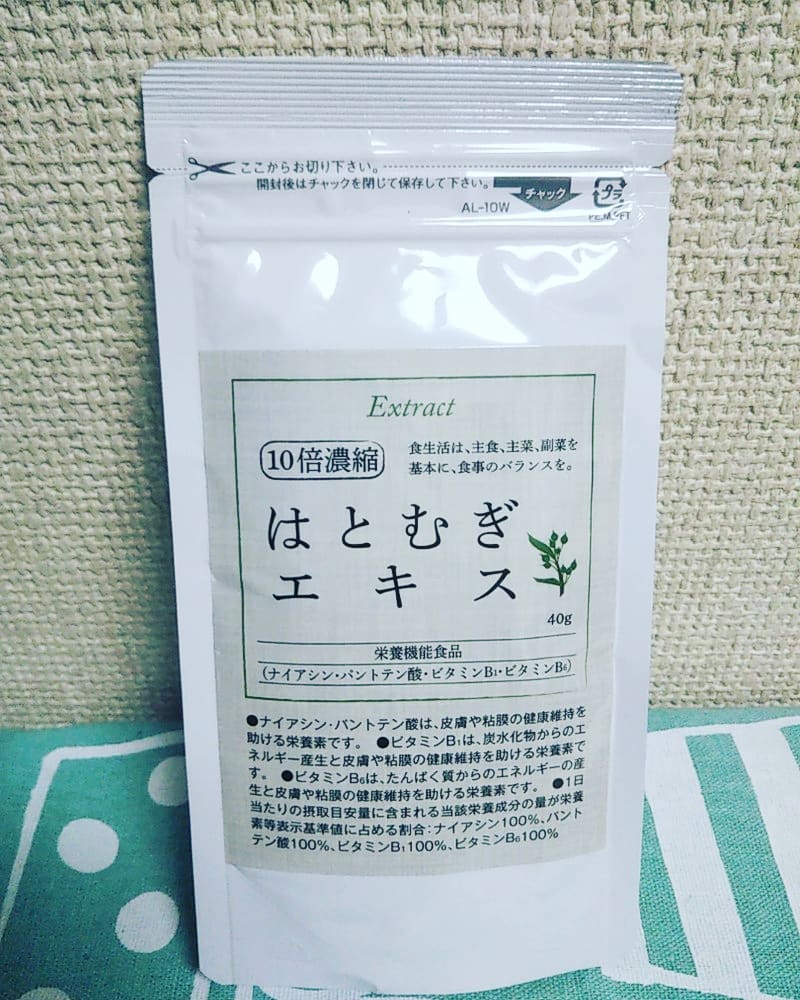 ここからお切り下さい。
開封後はチャックを閉じて保存して下さい。
チャック
プラ
AL-10W
Extract
10倍濃縮
食生活は、主食、主菜、副菜を
基本に、食事のバランスを。
はとむぎ
エキス
40g
栄養機能食品
(ナイアシン・パントテン酸・ビタミンB1・ビタミンB6)
●ナイアシン・パントテン酸は、皮膚や粘膜の健康維持を
助ける栄養素です。 ●ビタミンB1は、炭水化物からのエ
ネルギー産生と皮膚や粘膜の健康維持を助ける栄養素で
す。 ●ビタミンB6は、たんぱく質からのエネルギーの産
生と皮膚や粘膜の健康維持を助ける栄養素です。 ●1日
当たりの摂取目安量に含まれる当該栄養成分の量が栄養
素等表示基準値に占める割合:ナイアシン100%、パント
テン酸100%、ビタミンB1100%、ビタミンB6100%